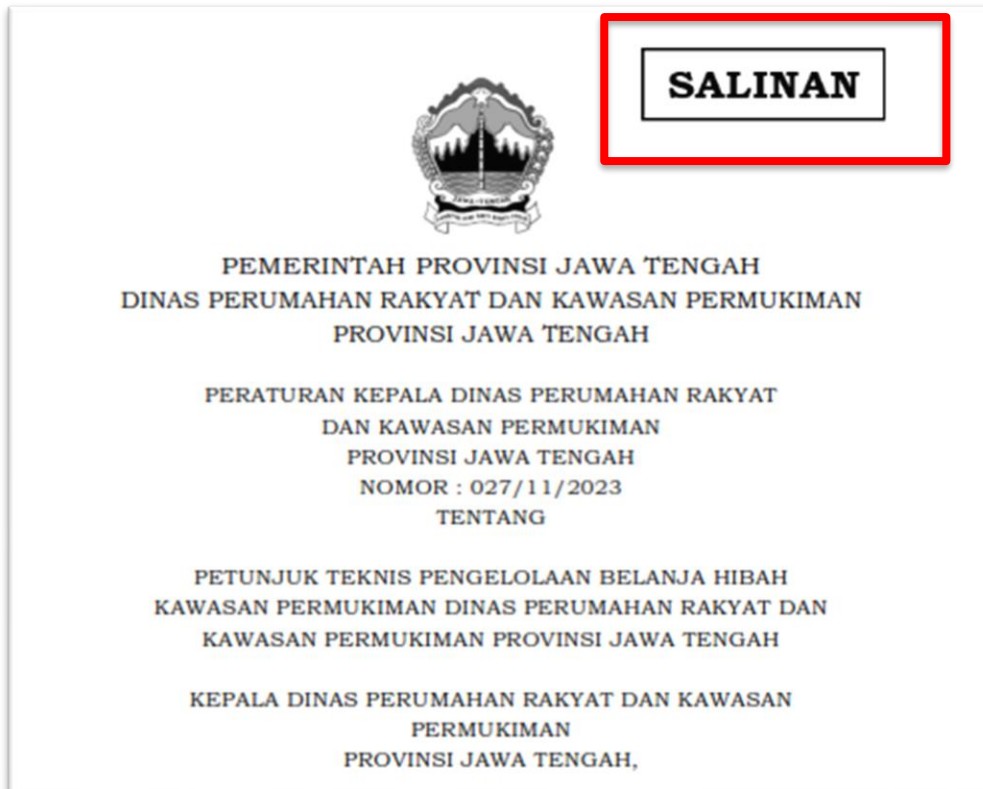 SALINAN
JAWA TENGAH
PEMERINTAH PROVINSI JAWA TENGAH
DINAS PERUMAHAN RAKYAT DAN KAWASAN PERMUKIMAN
PROVINSI JAWA TENGAH
PERATURAN KEPALA DINAS PERUMAHAN RAKYAT
DAN KAWASAN PERMUKIMAN
PROVINSI JAWA TENGAH
NOMOR : 027/11/2023
TENTANG
PETUNJUK TEKNIS PENGELOLAAN BELANJA HIBAH
KAWASAN PERMUKIMAN DINAS PERUMAHAN RAKYAT DAN
KAWASAN PERMUKIMAN PROVINSI JAWA TENGAH
KEPALA DINAS PERUMAHAN RAKYAT DAN KAWASAN
PERMUKIMAN
PROVINSI JAWA TENGAH,